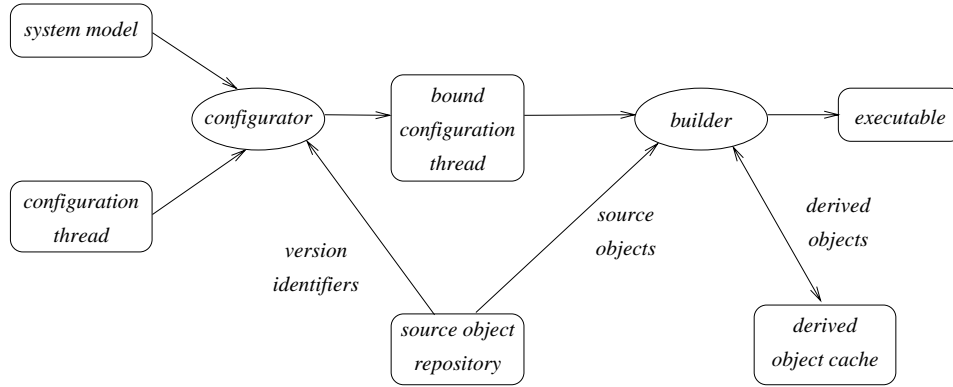 system model
configurator
bound
configuration
thread
builder
executable
configuration
thread
version
identifiers
source
objects
derived
objects
source object
repository
derived
object cache